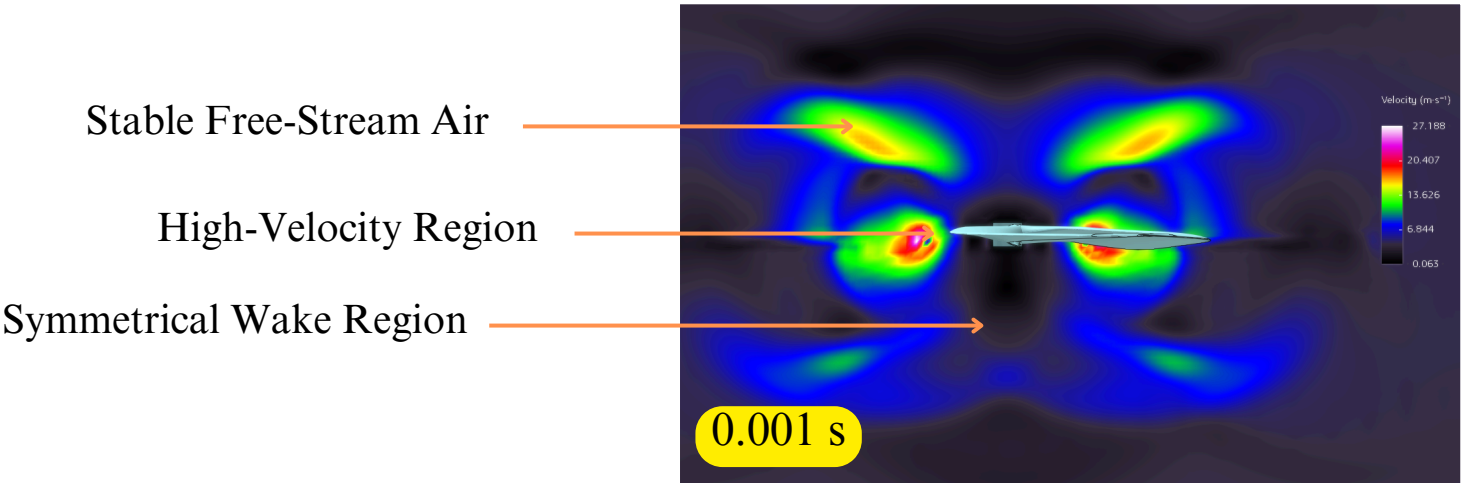 Stable Free-Stream Air
High-Velocity Region
Symmetrical Wake Region
0.001 s
Velocity (m·s⁻¹)
27.188
20.407
13.626
6.844
0.063